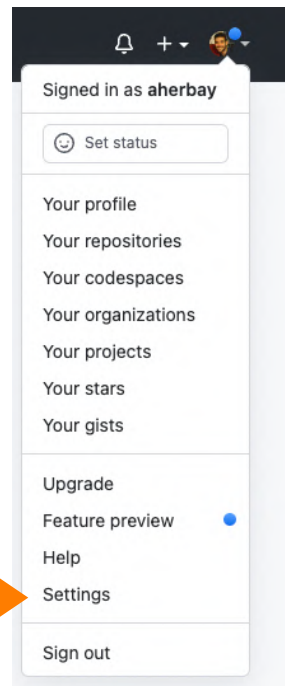 Signed in as aherbay
Set status
Your profile
Your repositories
Your codespaces
Your organizations
Your projects
Your stars
Your gists
Upgrade
Feature preview
Help
Settings
Sign out